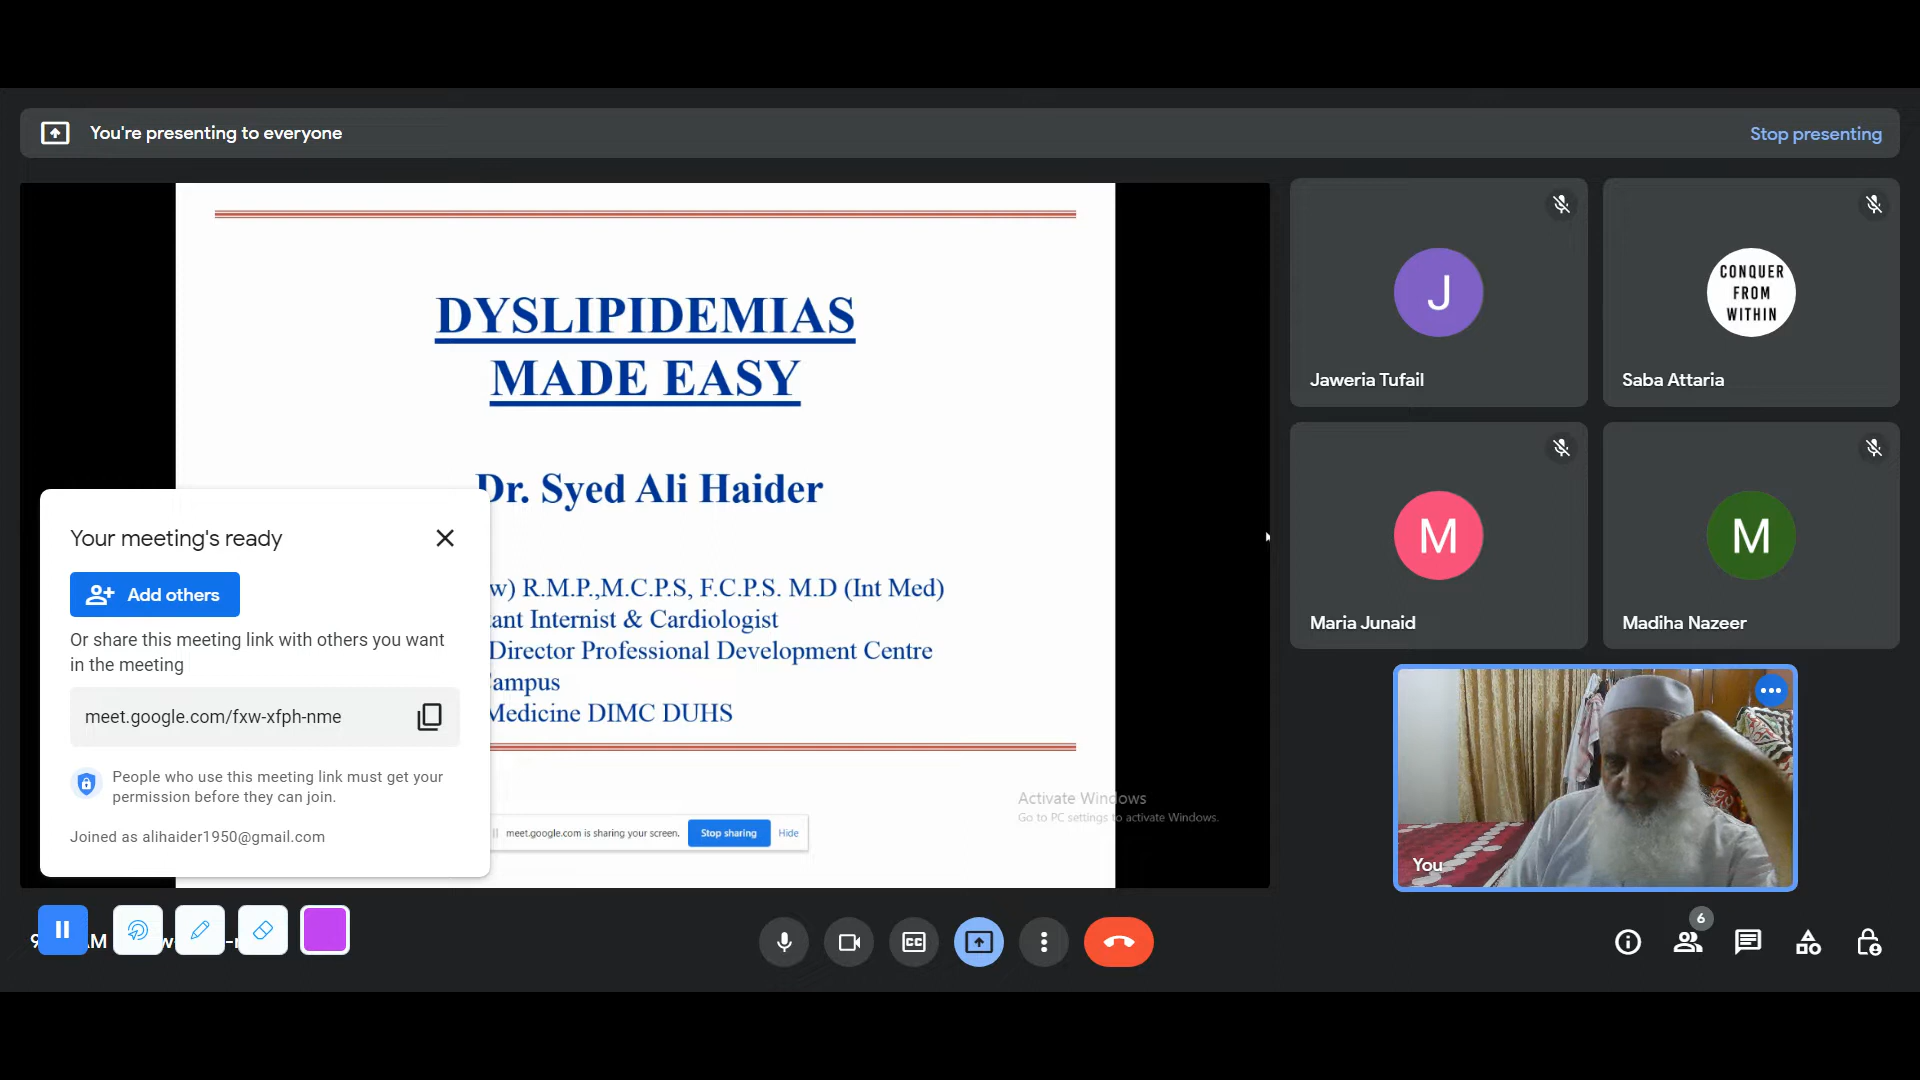 You're presenting to everyone
Stop presenting
DYSLIPIDEMIAS
MADE EASY
Dr. Syed Ali Haider
w) R.M.P.,M.C.P.S, F.C.P.S. M.D (Int Med)
tant Internist & Cardiologist
Director Professional Development Centre
Campus
Medicine DIMC DUHS
Your meeting's ready
Add others
Or share this meeting link with others you want
in the meeting
meet.google.com/fxw-xfph-nme
People who use this meeting link must get your
permission before they can join.
Joined as alihaider1950@gmail.com
meet.google.com is sharing your screen.
Stop sharing
Hide
Activate Windows
Go to PC settings to activate Windows.
J
Jaweria Tufail
CONQUER
FROM
WITHIN
Saba Attaria
M
Maria Junaid
M
Madiha Nazeer
You
AM
CC
6